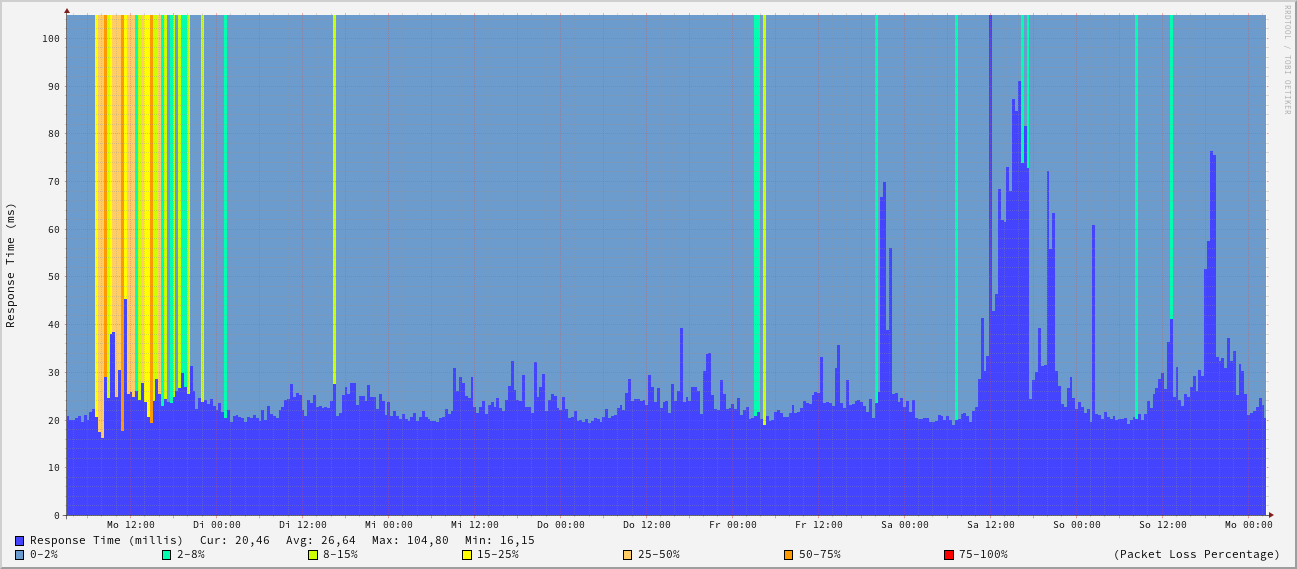 RRDTOOL / TOBI OETIKER
Response Time (ms)
100
90
80
70
60
50
40
30
20
10
0
Mo 12:00 Di 00:00 Di 12:00 Mi 00:00 Mi 12:00 Do 00:00 Do 12:00 Fr 00:00 Fr 12:00 Sa 00:00 Sa 12:00 So 00:00 So 12:00 Mo 00:00
Response Time (millis) Cur: 20,46 Avg: 26,64 Max: 104,80 Min: 16,15
0-2% 2-8% 8-15% 15-25% 25-50% 50-75% 75-100% (Packet Loss Percentage)